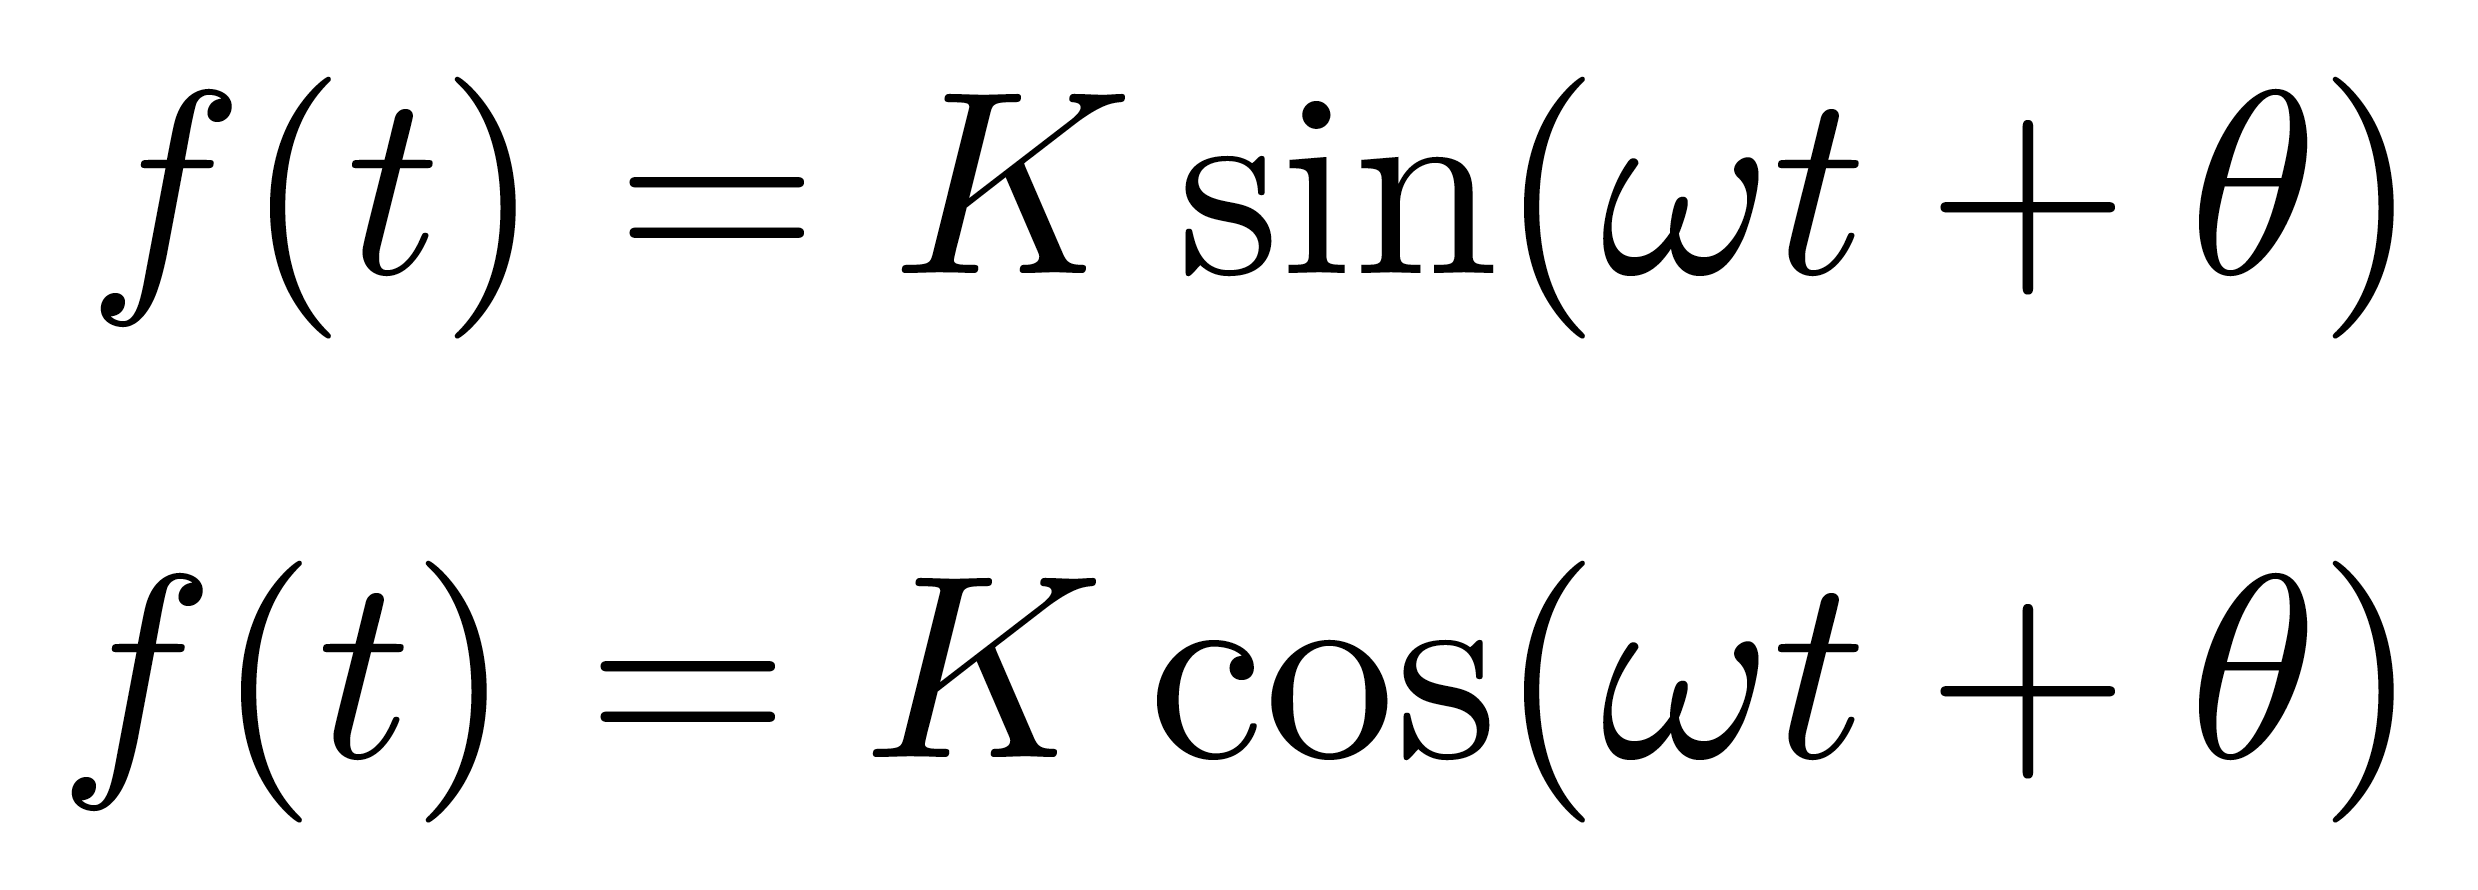 f(t) = K sin(ωt + θ)
f(t) = K cos(ωt + θ)